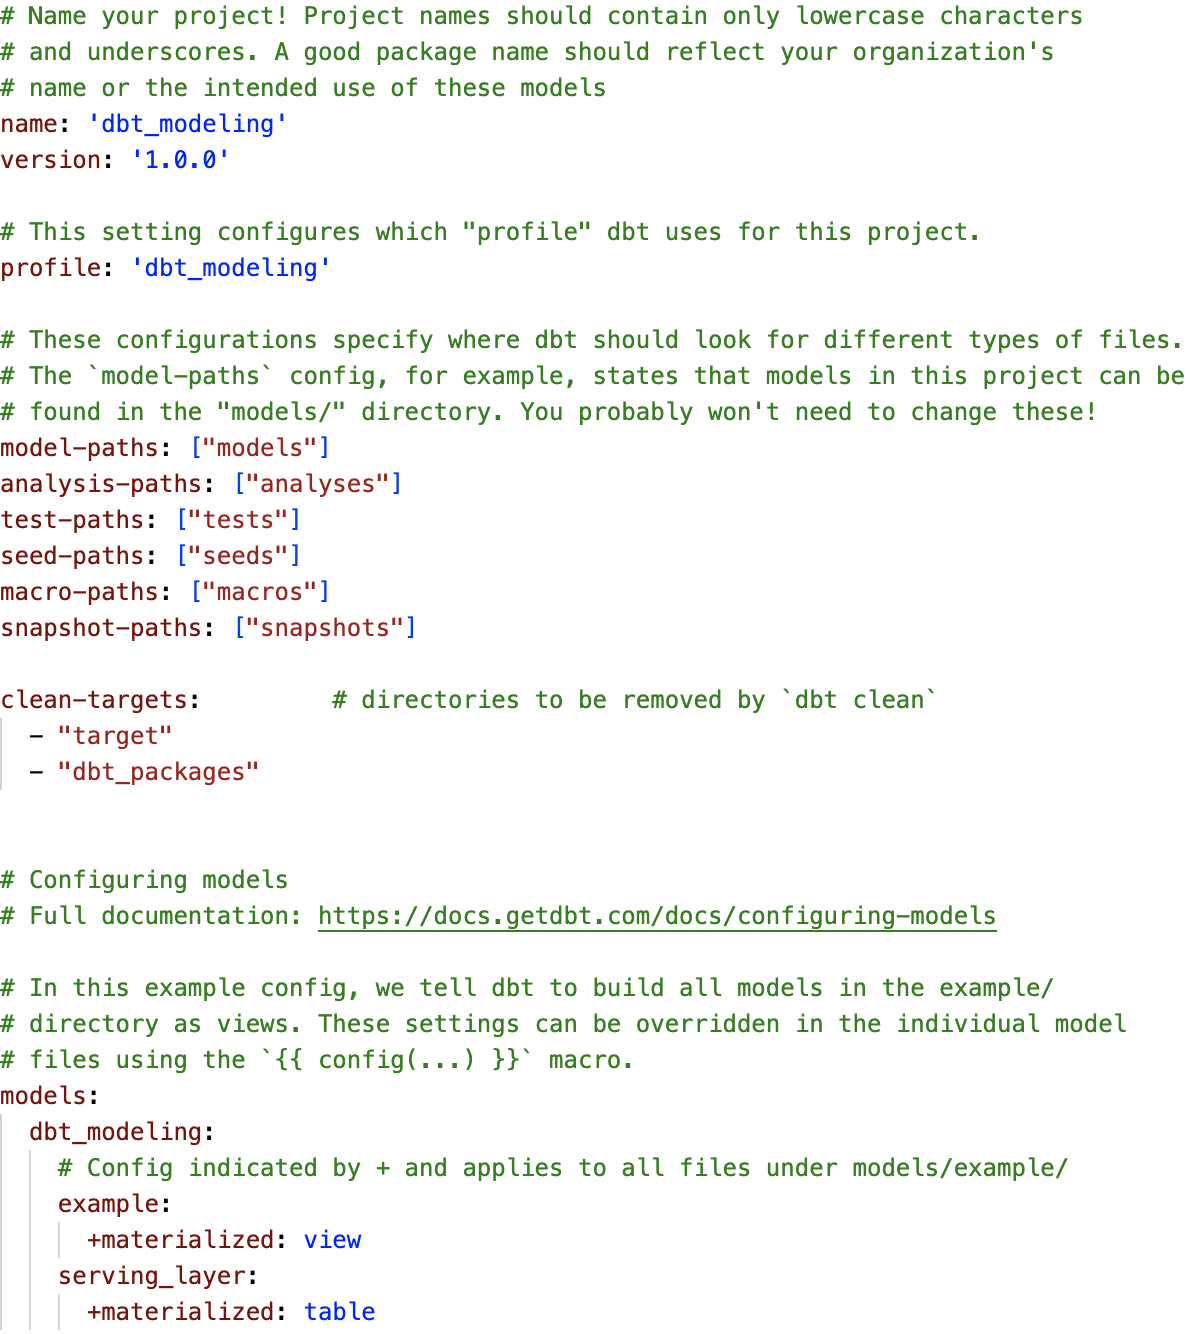 # Name your project! Project names should contain only lowercase characters
# and underscores. A good package name should reflect your organization's
# name or the intended use of these models
name: 'dbt_modeling'
version: '1.0.0'

# This setting configures which "profile" dbt uses for this project.
profile: 'dbt_modeling'

# These configurations specify where dbt should look for different types of files.
# The `model-paths` config, for example, states that models in this project can be
# found in the "models/" directory. You probably won't need to change these!
model-paths: ["models"]
analysis-paths: ["analyses"]
test-paths: ["tests"]
seed-paths: ["seeds"]
macro-paths: ["macros"]
snapshot-paths: ["snapshots"]

clean-targets:         # directories to be removed by `dbt clean`
  - "target"
  - "dbt_packages"


# Configuring models
# Full documentation: https://docs.getdbt.com/docs/configuring-models

# In this example config, we tell dbt to build all models in the example/
# directory as views. These settings can be overridden in the individual model
# files using the `{{ config(...) }}` macro.
models:
  dbt_modeling:
    # Config indicated by + and applies to all files under models/example/
    example:
      +materialized: view
    serving_layer:
      +materialized: table